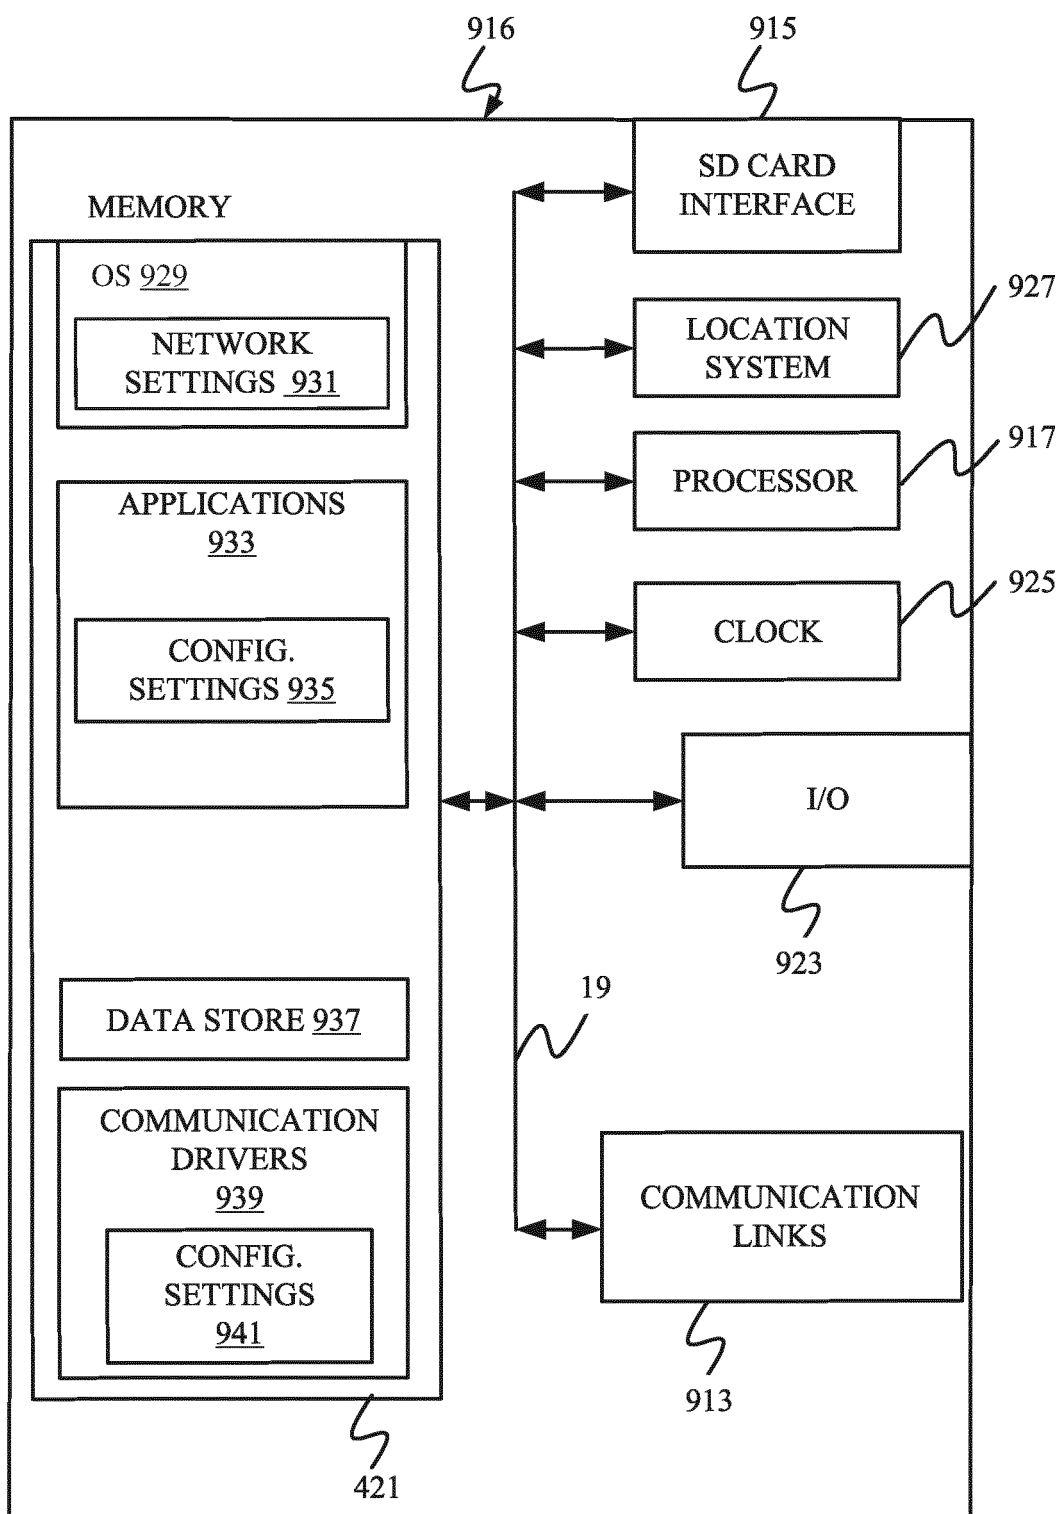 916
915
SD CARD
INTERFACE
MEMORY
OS 929
NETWORK
SETTINGS 931
927
LOCATION
SYSTEM
917
PROCESSOR
APPLICATIONS
933
925
CLOCK
CONFIG.
SETTINGS 935
I/O
923
19
DATA STORE 937
COMMUNICATION
DRIVERS
939
CONFIG.
SETTINGS
941
COMMUNICATION
LINKS
913
421